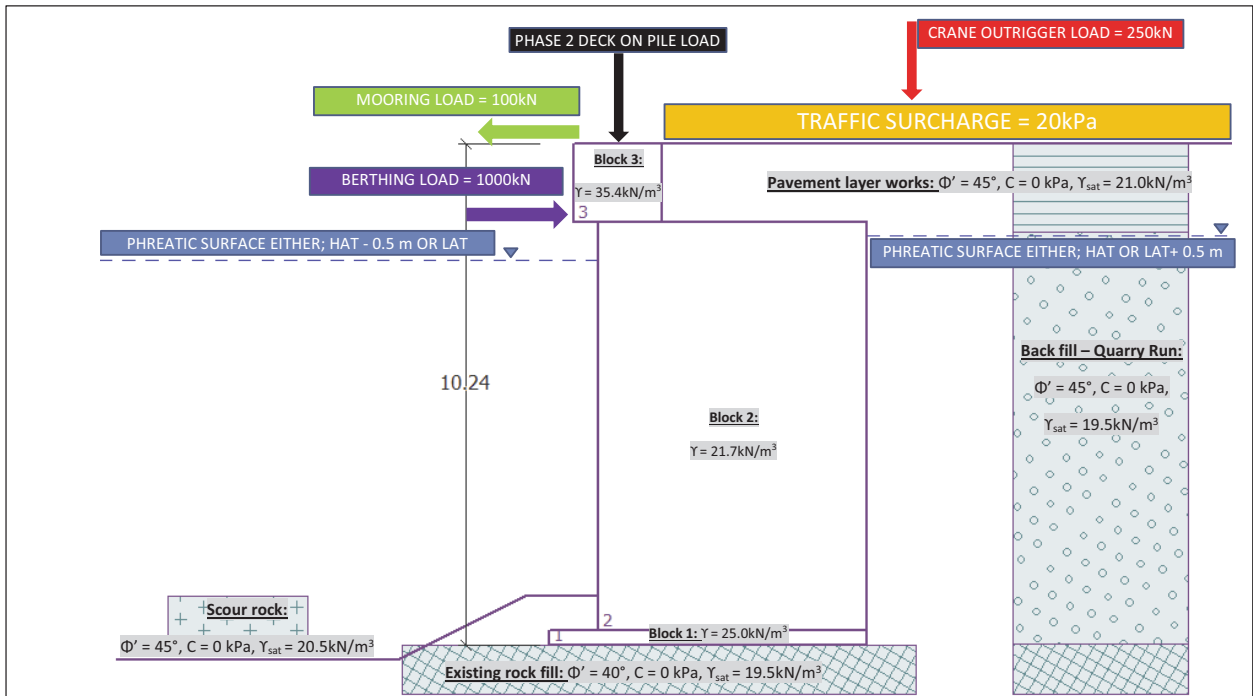 PHASE 2 DECK ON PILE LOAD
CRANE OUTRIGGER LOAD = 250kN
MOORING LOAD = 100kN
TRAFFIC SURCHARGE = 20kPa
Block 3:
ϒ = 35.4kN/m³
3
Pavement layer works: Φ’ = 45°, C = 0 kPa, ϒsat = 21.0kN/m³
BERTHING LOAD = 1000kN
PHREATIC SURFACE EITHER; HAT - 0.5 m OR LAT
PHREATIC SURFACE EITHER; HAT OR LAT+ 0.5 m
10.24
Back fill – Quarry Run:
Φ’ = 45°, C = 0 kPa,
ϒsat = 19.5kN/m³
Block 2:
ϒ = 21.7kN/m³
2
Scour rock:
Φ’ = 45°, C = 0 kPa, ϒsat = 20.5kN/m³
1
Block 1: ϒ = 25.0kN/m³
Existing rock fill: Φ’ = 40°, C = 0 kPa, ϒsat = 19.5kN/m³